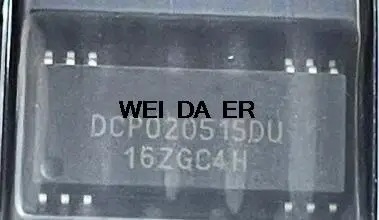 WEI DA ER
DCP020515DU
16ZGC4H